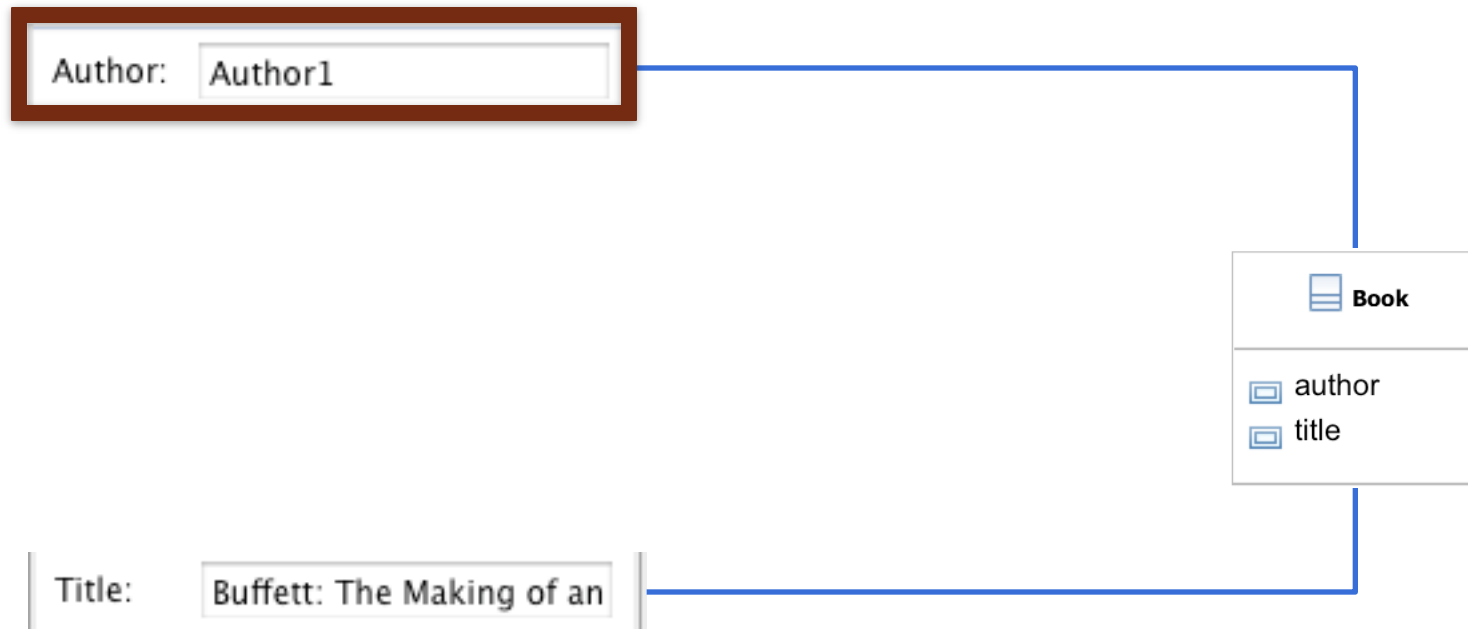 Author: Author1
Book
author
title
Title: Buffett: The Making of an